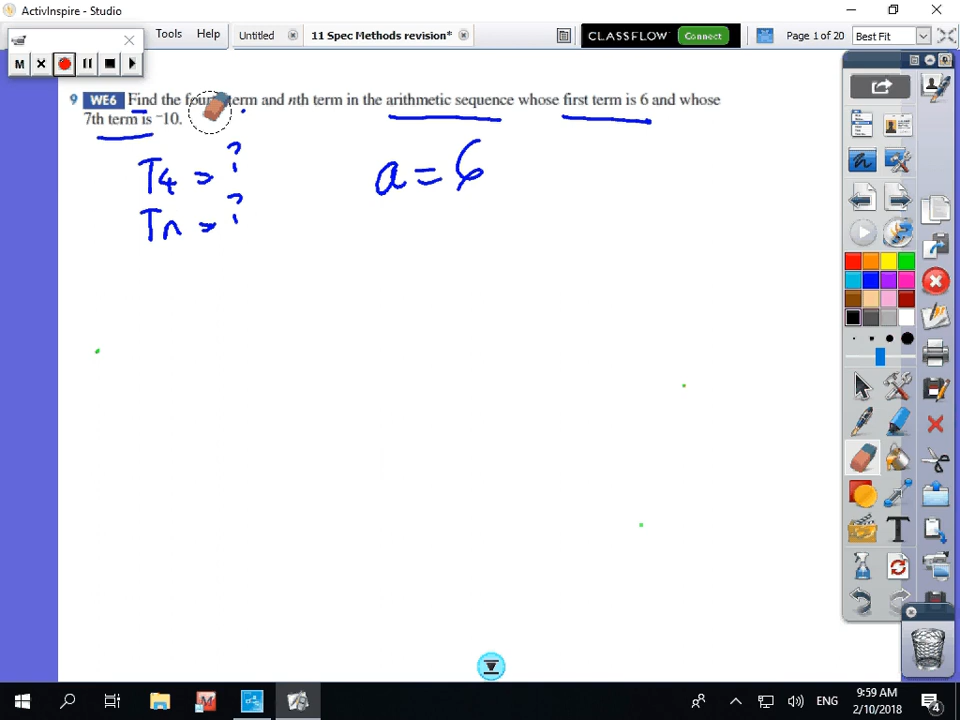 ActivInspire - Studio
Tools Help Untitled 11 Spec Methods revision* CLASSFLOW Connect Page 1 of 20 Best Fit
M
9 WE6 Find the fourth term and nth term in the arithmetic sequence whose first term is 6 and whose
7th term is ⁻10.
T4 = ?
a = 6
Tn = ?
T
ENG
9:59 AM
2/10/2018
4